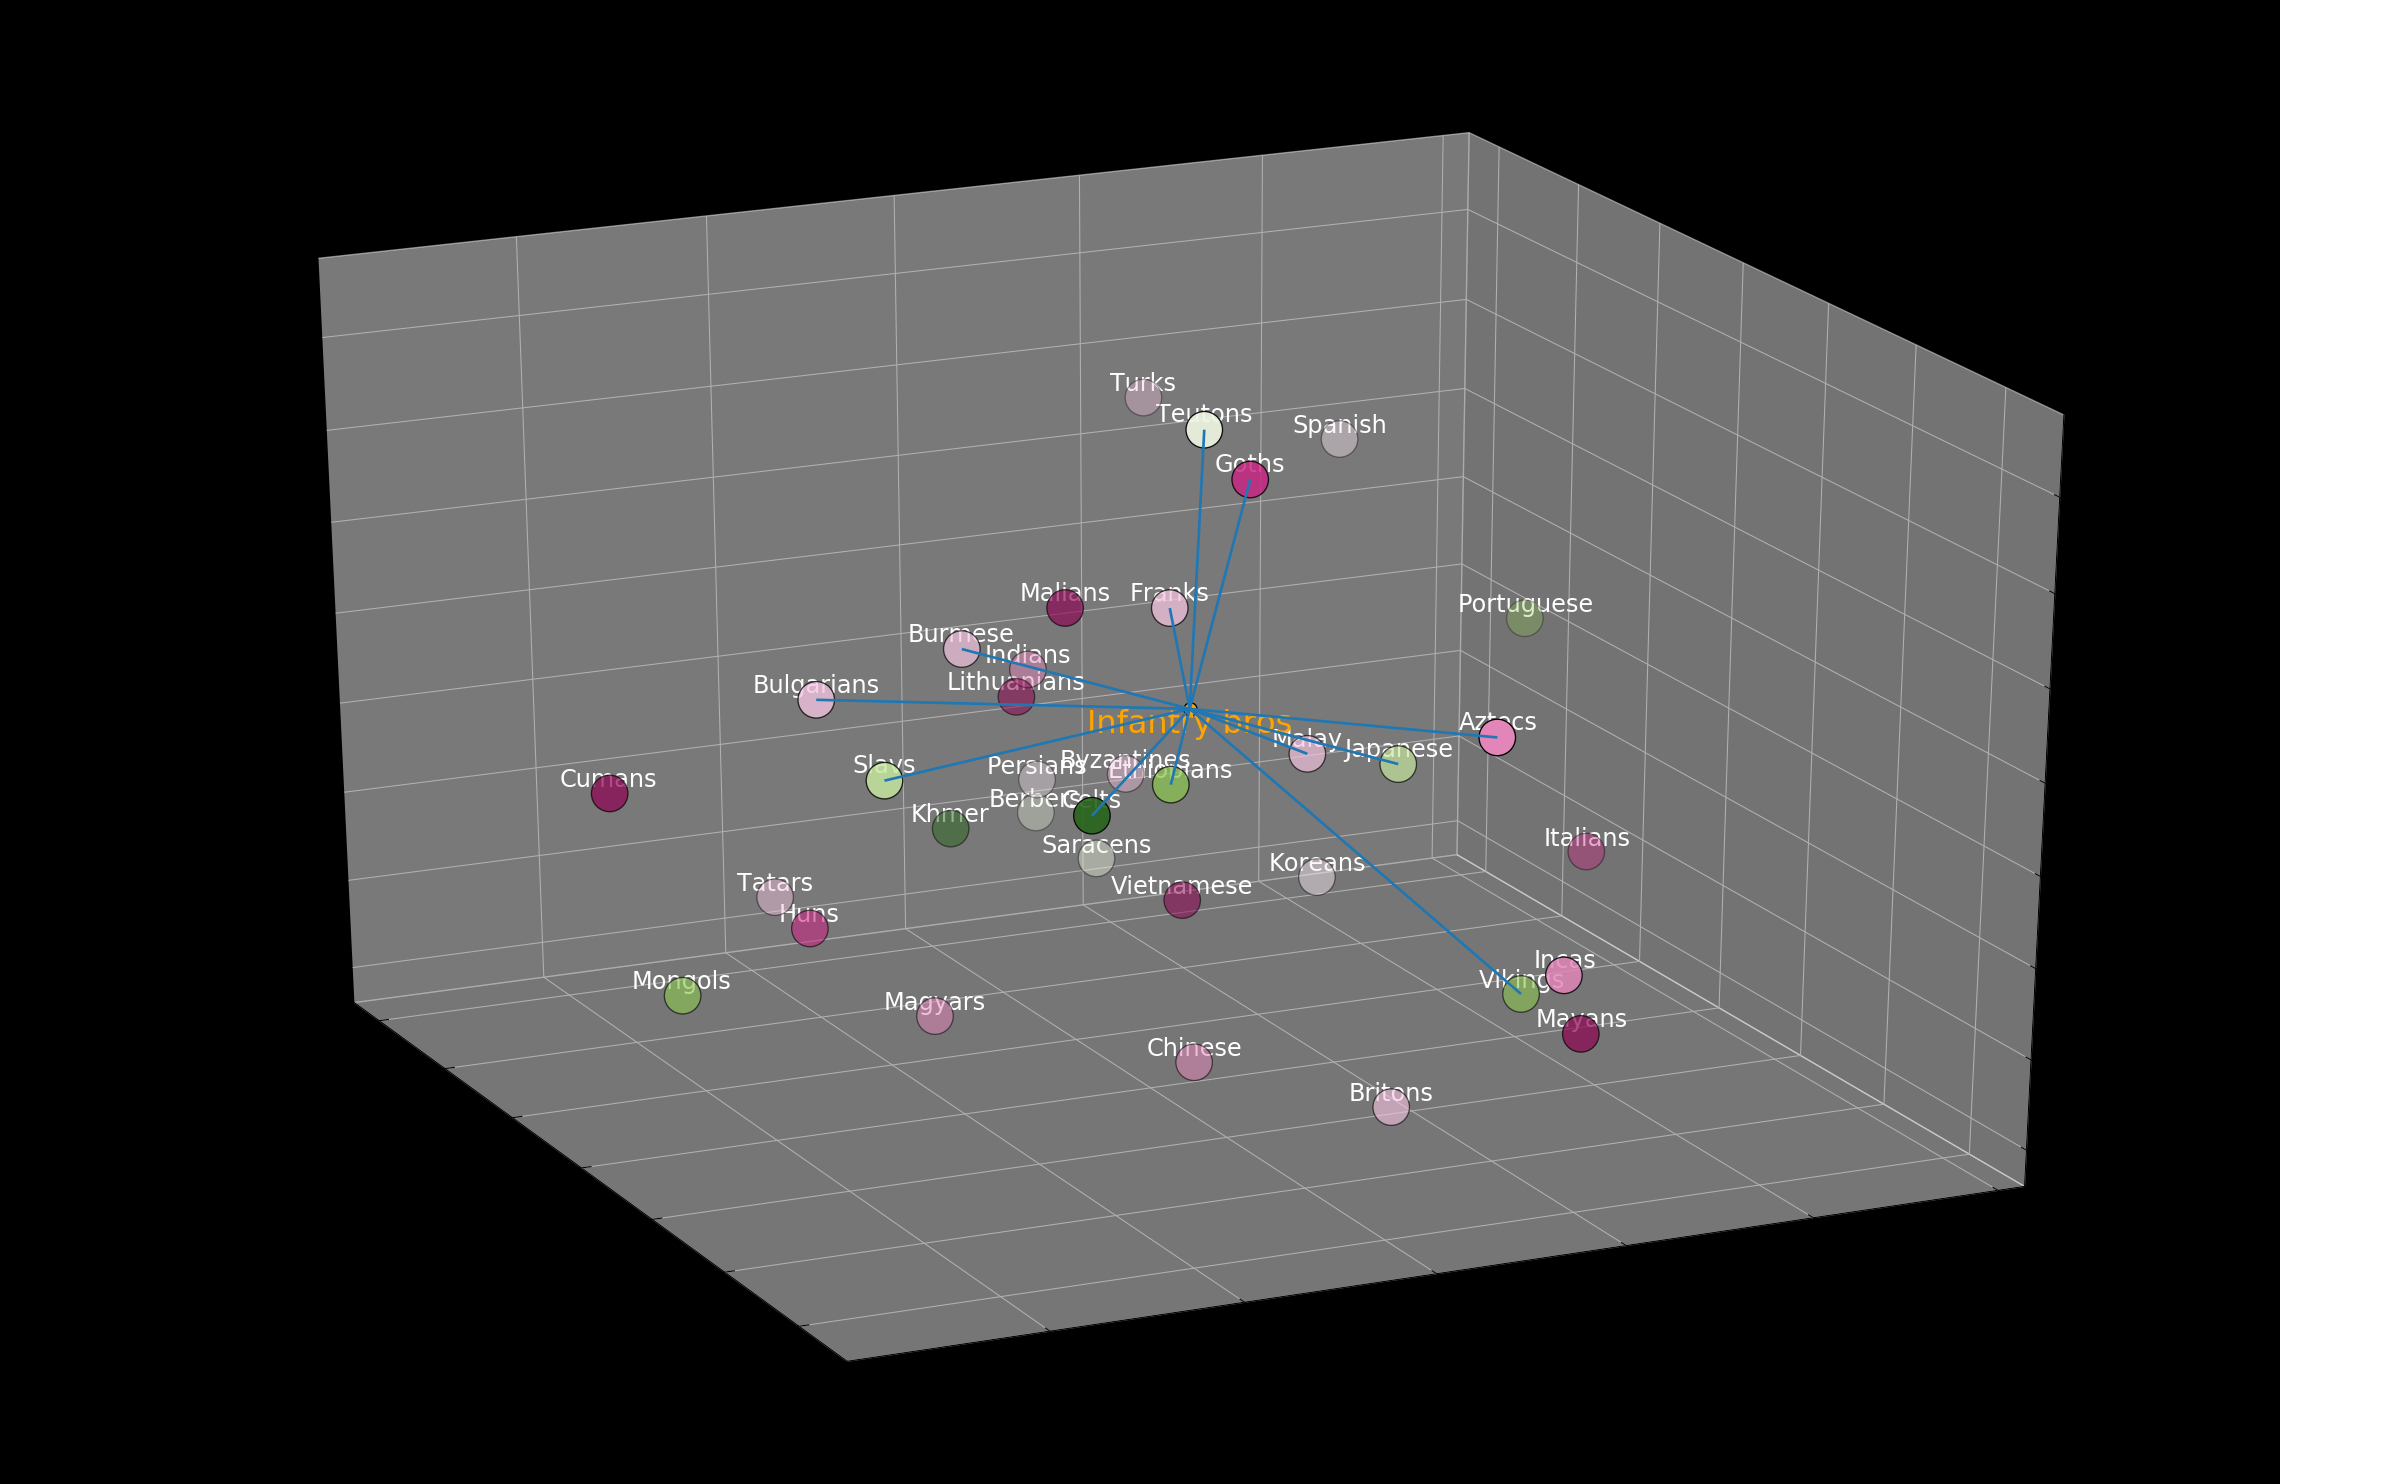 Turks
Teutons
Spanish
Goths
Malians
Franks
Portuguese
Burmese
Indians
Lithuanians
Bulgarians
Infantry bros
Aztecs
Malay
Japanese
Slavs
Persians
Byzantines
Ethiopians
Cumans
Berbers
Celts
Khmer
Saracens
Italians
Koreans
Tatars
Vietnamese
Huns
Incas
Vikings
Mongols
Magyars
Mayans
Chinese
Britons